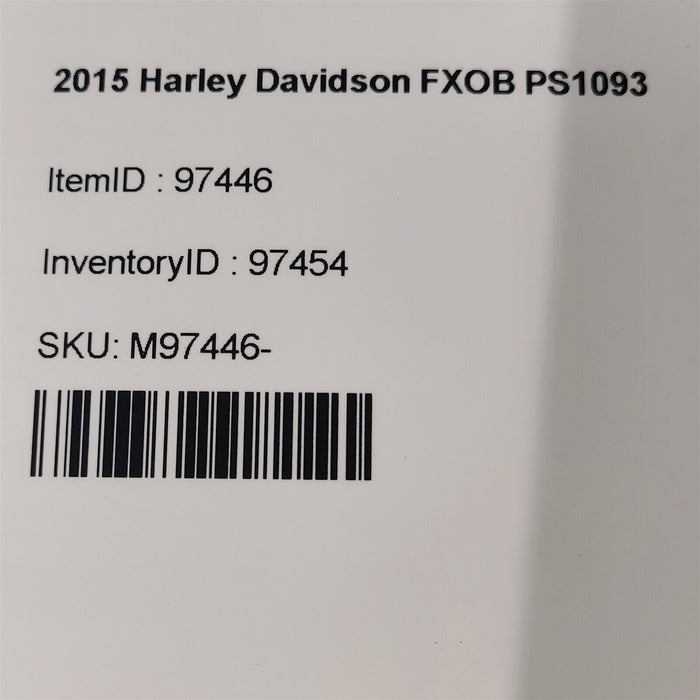 2015 Harley Davidson FXOB PS1093
ItemID : 97446
InventoryID : 97454
SKU: M97446-